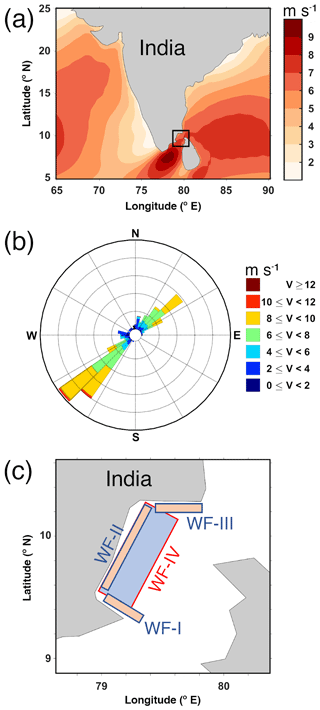 (a)
m s⁻¹
India
25
20
15
10
5
Latitude (º N)
9
8
7
6
5
4
3
2
65 70 75 80 85 90
Longitude (º E)
(b)
N
W
E
S
m s⁻¹
V ≥ 12
10 ≤ V < 12
8 ≤ V < 10
6 ≤ V < 8
4 ≤ V < 6
2 ≤ V < 4
0 ≤ V < 2
(c)
India
WF-II
WF-III
WF-IV
WF-I
10
9
Latitude (º N)
79 80
Longitude (º E)